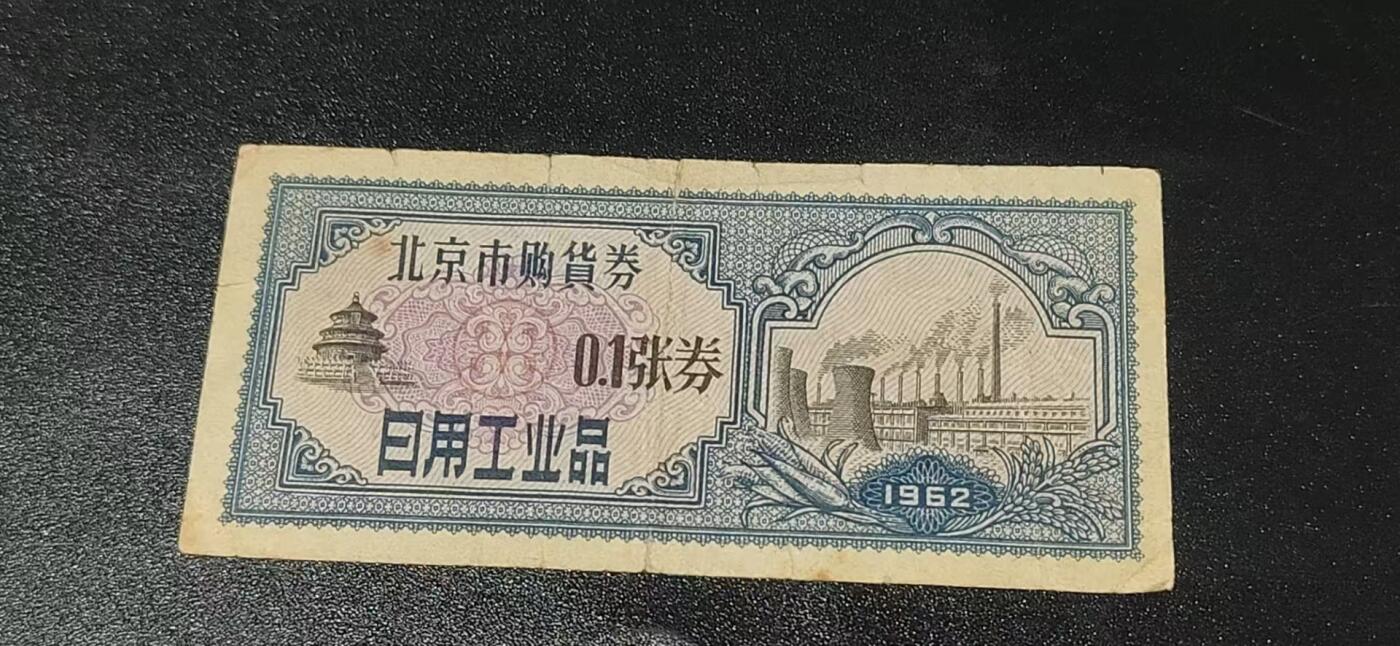 北京市购货券
0.1张券
日用工业品
1962